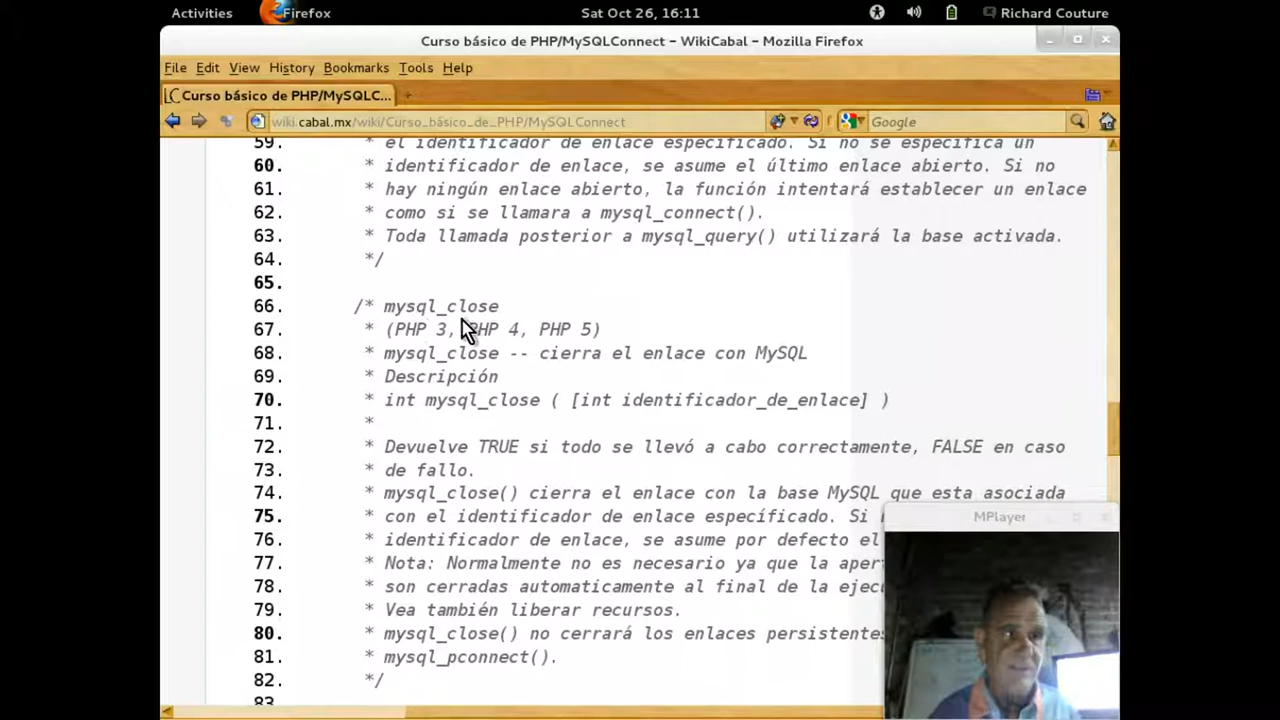 Activities Firefox Sat Oct 26, 16:11 Richard Couture
Curso básico de PHP/MySQLConnect – WikiCabal – Mozilla Firefox
File Edit View History Bookmarks Tools Help
Curso básico de PHP/MySQLC...
wiki.cabal.mx/wiki/Curso_básico_de_PHP/MySQLConnect Google
59. * el identificador de enlace especificado. Si no se especifica un
60. * identificador de enlace, se asume el último enlace abierto. Si no
61. * hay ningún enlace abierto, la función intentará establecer un enlace
62. * como si se llamara a mysql_connect().
63. * Toda llamada posterior a mysql_query() utilizará la base activada.
64. */
65.
66. /* mysql_close
67. * (PHP 3, PHP 4, PHP 5)
68. * mysql_close -- cierra el enlace con MySQL
69. * Descripción
70. * int mysql_close ( [int identificador_de_enlace] )
71. *
72. * Devuelve TRUE si todo se llevó a cabo correctamente, FALSE en caso
73. * de fallo.
74. * mysql_close() cierra el enlace con la base MySQL que esta asociada
75. * con el identificador de enlace específicado. Si
76. * identificador de enlace, se asume por defecto el
77. * Nota: Normalmente no es necesario ya que la
78. * son cerradas automaticamente al final de la
79. * Vea también liberar recursos.
80. * mysql_close() no cerrará los enlaces persistentes
81. * mysql_pconnect().
82. */
83
MPlayer